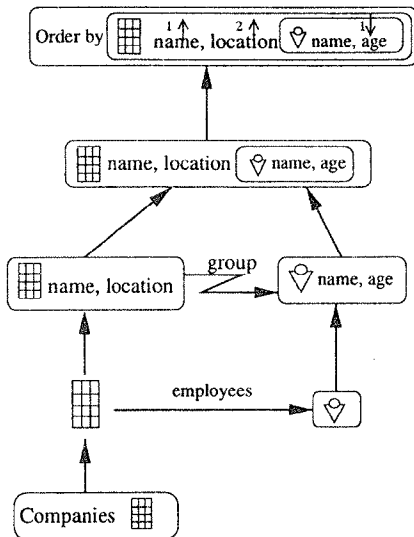 Order by 1 name, 2 location 1 name, age
name, location name, age
group
name, location name, age
employees
Companies